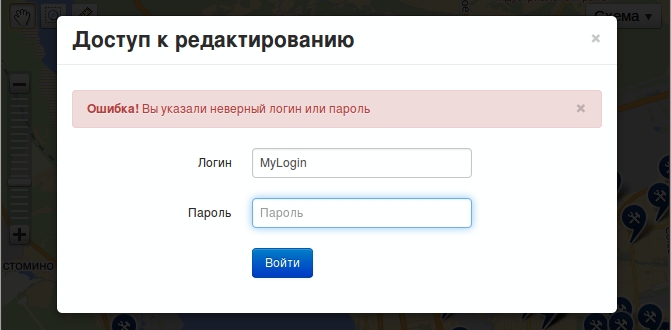 Схема ▾
Доступ к редактированию
×
Ошибка! Вы указали неверный логин или пароль
×
Логин
MyLogin
Пароль
Пароль
Войти
стомино